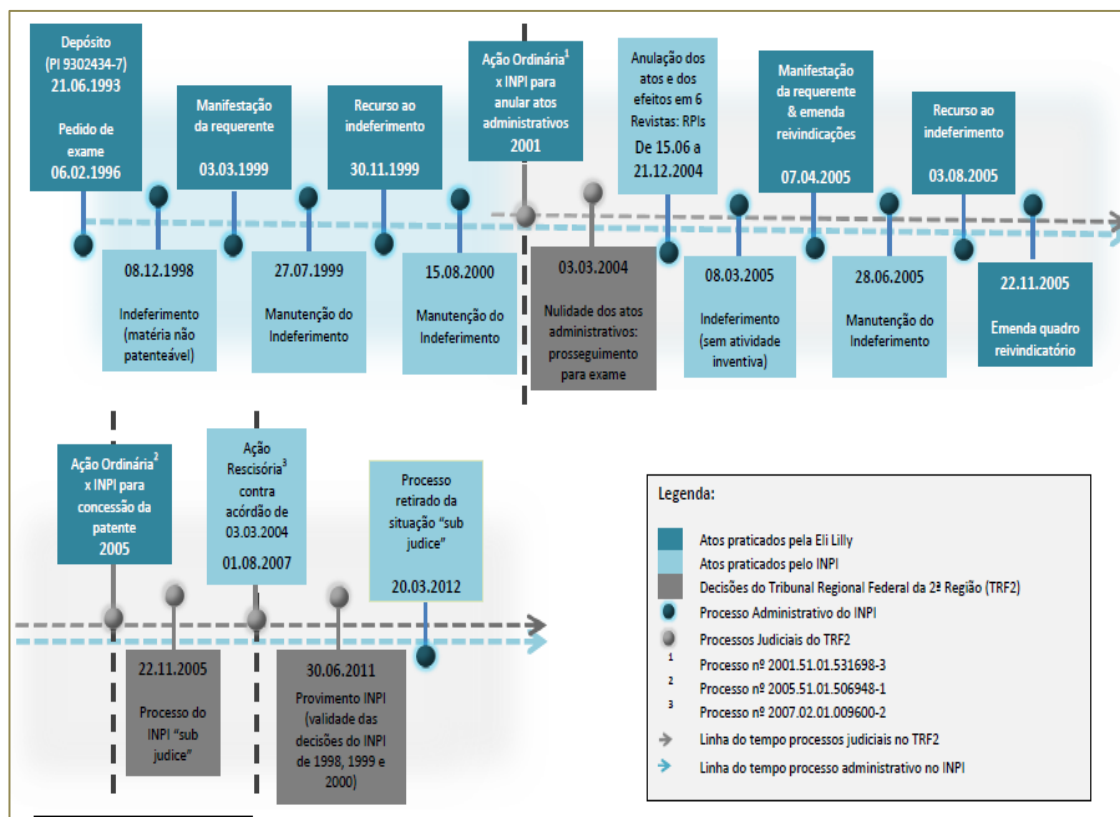 Depósito
(PI 9302434-7)
21.06.1993
Pedido de
exame
06.02.1996
Manifestação
da requerente
03.03.1999
Recurso ao
indeferimento
30.11.1999
Ação Ordinária¹
x INPI para
anular atos
administrativos
2001
Anulação dos
atos e dos
efeitos em 6
Revistas: RPIs
De 15.06 a
21.12.2004
Manifestação
da requerente
& emenda
reivindicações
07.04.2005
Recurso ao
indeferimento
03.08.2005
08.12.1998
Indeferimento
(matéria não
patenteável)
27.07.1999
Manutenção do
Indeferimento
15.08.2000
Manutenção do
Indeferimento
03.03.2004
Nulidade dos atos
administrativos:
prosseguimento
para exame
08.03.2005
Indeferimento
(sem atividade
inventiva)
28.06.2005
Manutenção do
Indeferimento
22.11.2005
Emenda quadro
reivindicatório
Ação Ordinária²
x INPI para
concessão da
patente
2005
Ação
Rescisória³
contra
acórdão de
03.03.2004
01.08.2007
Processo
retirado da
situação “sub
judice”
20.03.2012
22.11.2005
Processo do
INPI “sub
judice”
30.06.2011
Provimento INPI
(validade das
decisões do INPI
de 1998, 1999 e
2000)
Legenda:
Atos praticados pela Eli Lilly
Atos praticados pelo INPI
Decisões do Tribunal Regional Federal da 2ª Região (TRF2)
Processo Administrativo do INPI
Processos Judiciais do TRF2
¹ Processo nº 2001.51.01.531698-3
² Processo nº 2005.51.01.506948-1
³ Processo nº 2007.02.01.009600-2
Linha do tempo processos judiciais no TRF2
Linha do tempo processo administrativo no INPI